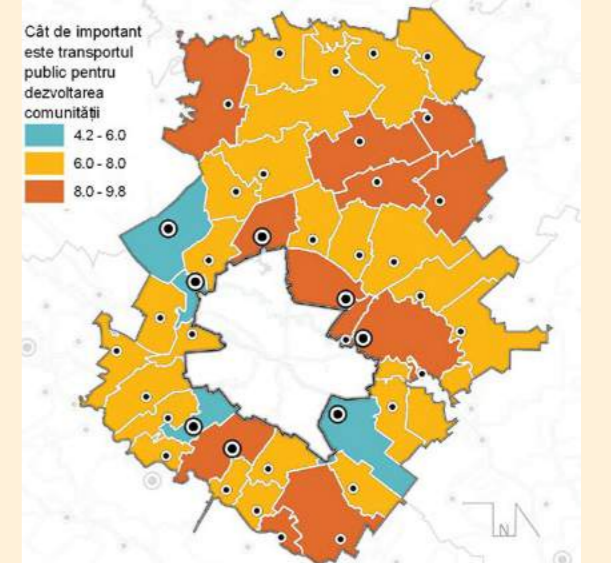 Cât de important
este transportul
public pentru
dezvoltarea
comunității
4.2 - 6.0
6.0 - 8.0
8.0 - 9.8
N